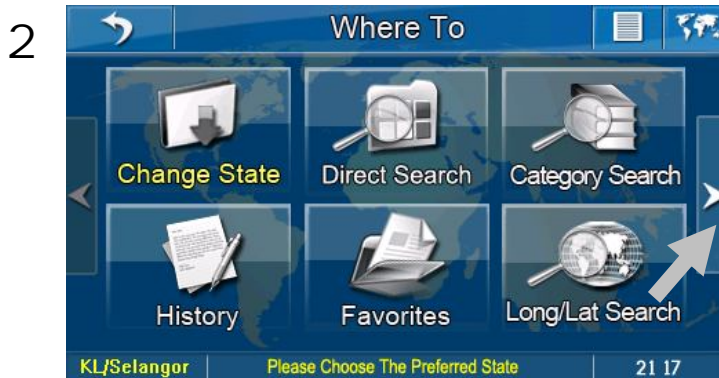 2
Where To
Change State Direct Search Category Search
History Favorites Long/Lat Search
KL/Selangor Please Choose The Preferred State 21 17